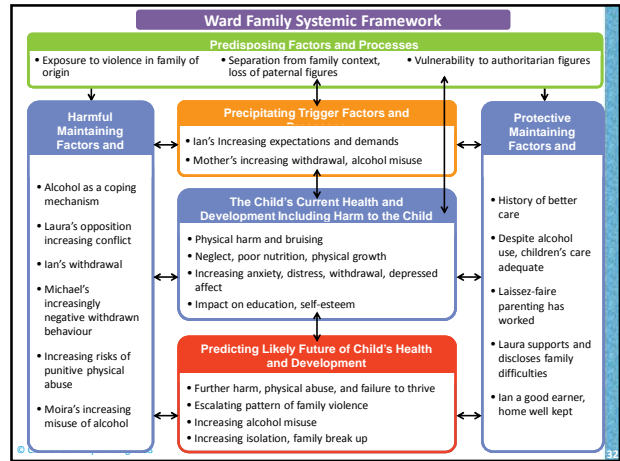 Ward Family Systemic Framework
Predisposing Factors and Processes
• Exposure to violence in family of
origin
• Separation from family context,
loss of paternal figures
• Vulnerability to authoritarian figures
Harmful
Maintaining
Factors and
• Alcohol as a coping
mechanism
• Laura's opposition
increasing conflict
• Ian's withdrawal
• Michael's
increasingly
negative withdrawn
behaviour
• Increasing risks of
punitive physical
abuse
• Moira's increasing
misuse of alcohol
Precipitating Trigger Factors and
• Ian's Increasing expectations and
demands
• Mother's increasing withdrawal, alcohol misuse
The Child's Current Health and
Development Including Harm to the Child
• Physical harm and bruising
• Neglect, poor nutrition, physical growth
• Increasing anxiety, distress, withdrawal, depressed
affect
• Impact on education, self-esteem
Predicting Likely Future of Child's Health
and Development
• Further harm, physical abuse, and failure to thrive
• Escalating pattern of family violence
• Increasing alcohol misuse
• Increasing isolation, family break up
Protective
Maintaining
Factors and
• History of better
care
• Despite alcohol
use, children's care
adequate
• Laissez-faire
parenting has
worked
• Laura supports and
discloses family
difficulties
• Ian a good earner,
home well kept
©
32